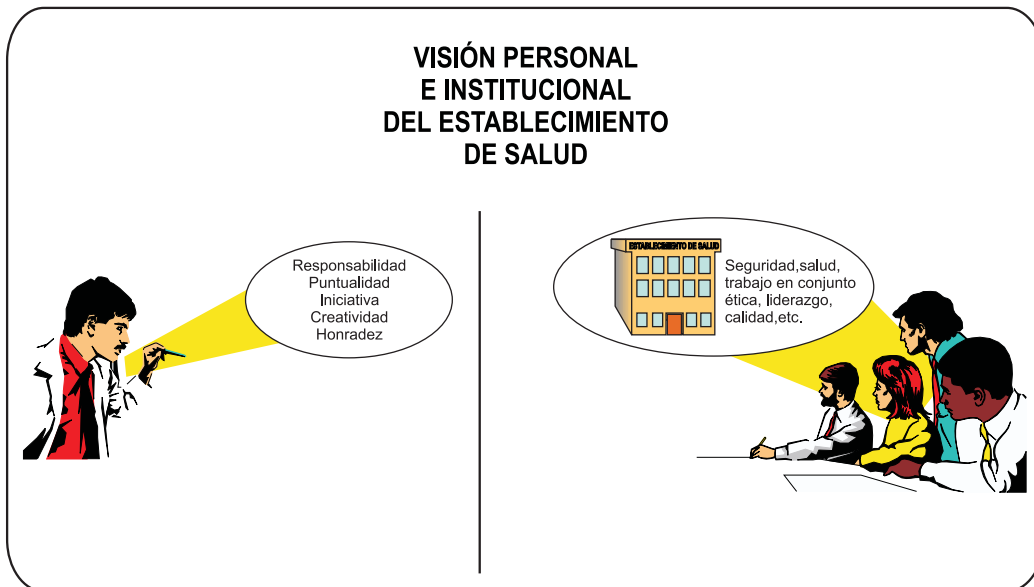 VISIÓN PERSONAL
E INSTITUCIONAL
DEL ESTABLECIMIENTO
DE SALUD
Responsabilidad
Puntualidad
Iniciativa
Creatividad
Honradez
ESTABLECIMIENTO DE SALUD
Seguridad,salud,
trabajo en conjunto
ética, liderazgo,
calidad,etc.